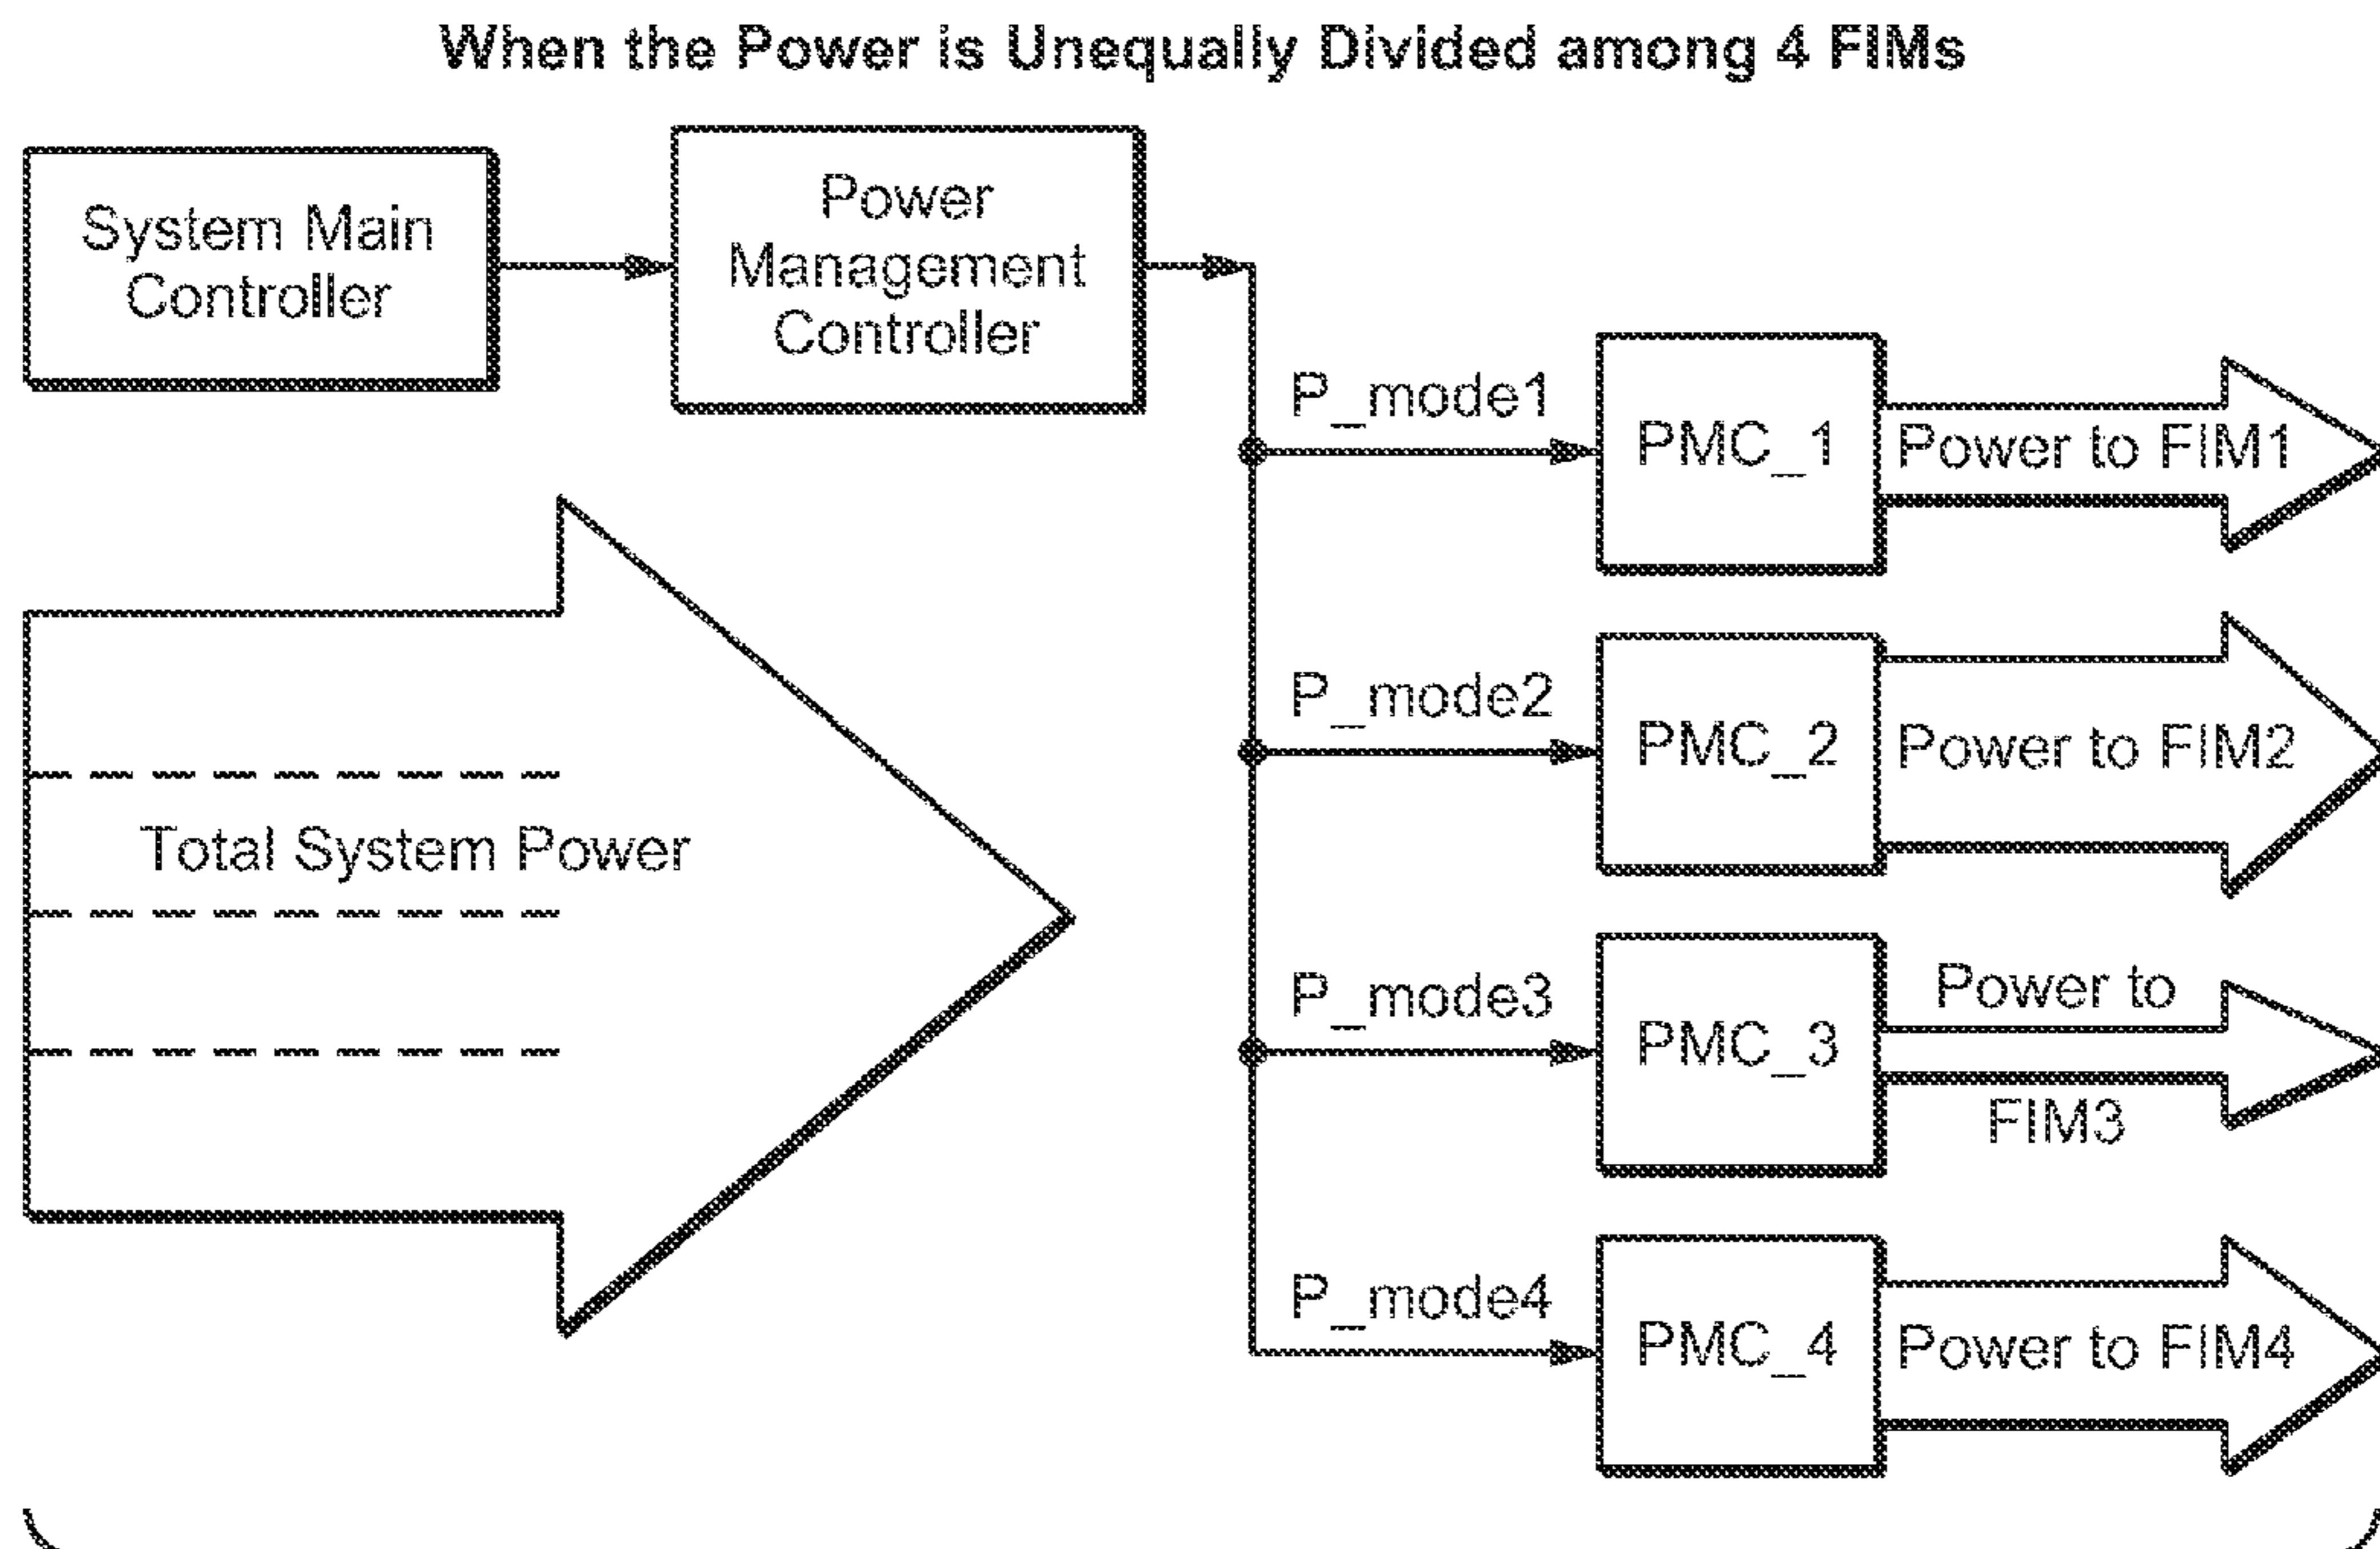 When the Power is Unequally Divided among 4 FIMs
System Main
Controller
Power
Management
Controller
P_mode1
PMC_1
Power to FIM1
P_mode2
PMC_2
Power to FIM2
Total System Power
P_mode3
PMC_3
Power to
FIM3
P_mode4
PMC_4
Power to FIM4